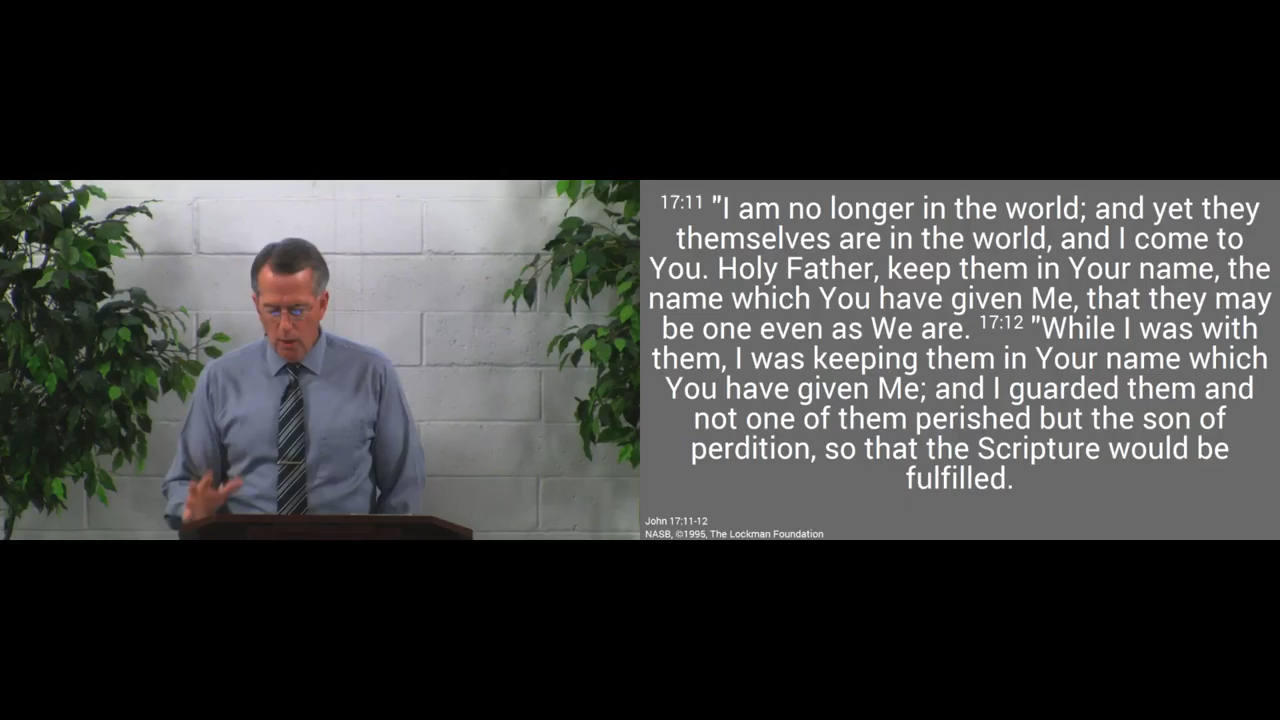 17:11 "I am no longer in the world; and yet they
themselves are in the world, and I come to
You. Holy Father, keep them in Your name, the
name which You have given Me, that they may
be one even as We are. 17:12 "While I was with
them, I was keeping them in Your name which
You have given Me; and I guarded them and
not one of them perished but the son of
perdition, so that the Scripture would be
fulfilled.
John 17:11-12
NASB, ©1995, The Lockman Foundation